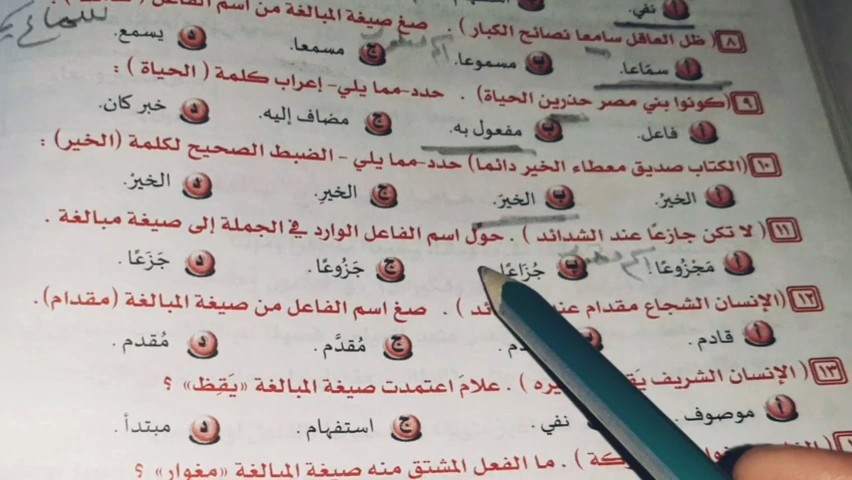 أ نفي.
٨ ( ظل العاقل سامعا نصائح الكبار ) . صغ صيغة المبالغة من اسم الفاعل
أ سمّاعا. ب مسموعا. ج مسمعا. د يسمع.
٩ (كونوا بني مصر حذرين الحياة) . حدد-مما يلي- إعراب كلمة ( الحياة ) :
أ فاعل. ب مفعول به. ج مضاف إليه. د خبر كان.
١٠ (الكتاب صديق معطاء الخير دائما) حدد-مما يلي- الضبط الصحيح لكلمة (الخير) :
أ الخيرُ. ب الخيرَ. ج الخيرِ. د الخيرْ.
١١ ( لا تكن جازعًا عند الشدائد ) . حول اسم الفاعل الوارد في الجملة إلى صيغة مبالغة .
أ مَجْزُوعًا. ب جُزَاعًا. ج جَزُوعًا. د جَزَعًا.
١٢ (الإنسان الشجاع مقدام ائد ) . صغ اسم الفاعل من صيغة المبالغة (مقدام).
أ قادم. ج مُقدَّم. د مُقدم.
١٣ ( الإنسان الشريف ) . علامَ اعتمدت صيغة المبالغة «يَقِظ» ؟
أ موصوف. نفي. ج استفهام. د مبتدأ.
) . ما الفعل المشتق منه صيغة المبالغة «مغوار» ؟